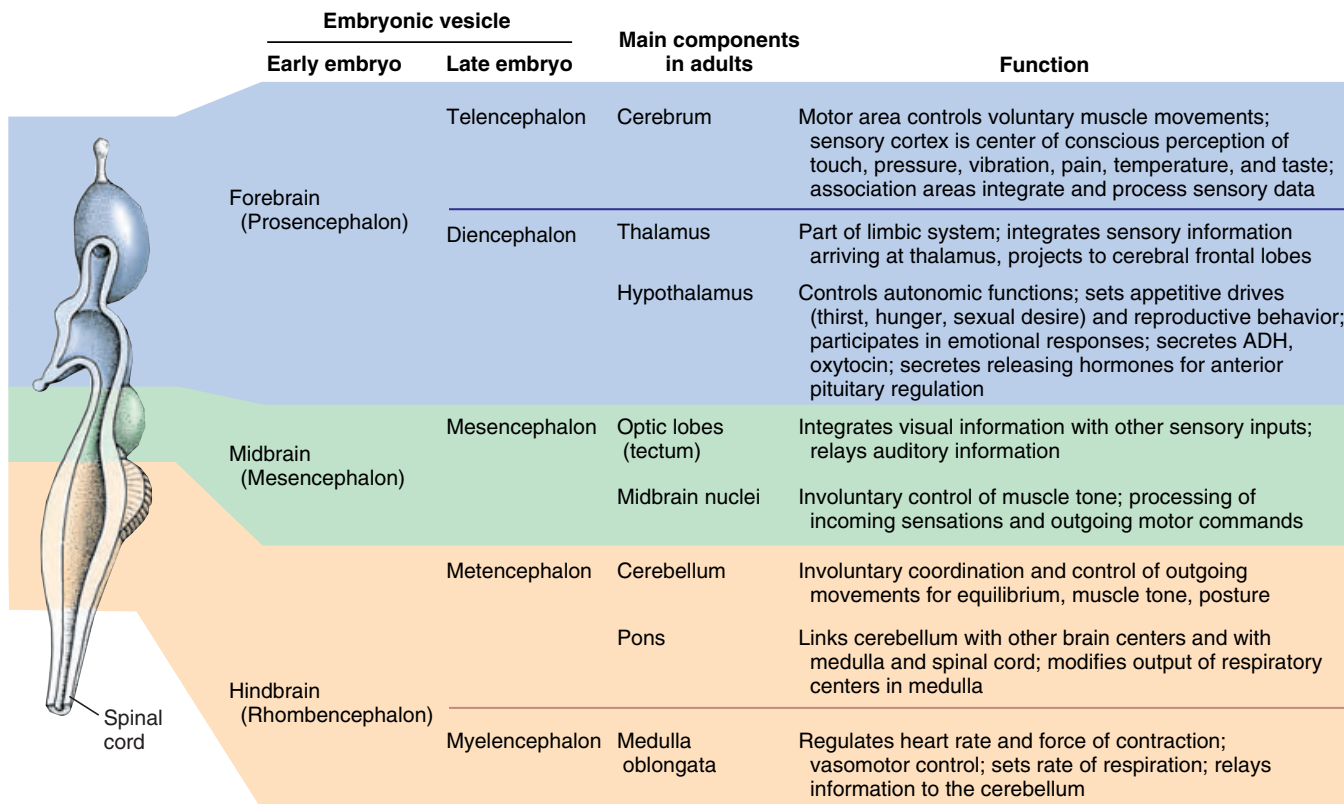 Embryonic vesicle
Early embryo
Late embryo
Main components
in adults
Function
Forebrain
(Prosencephalon)
Telencephalon
Cerebrum
Motor area controls voluntary muscle movements;
sensory cortex is center of conscious perception of
touch, pressure, vibration, pain, temperature, and taste;
association areas integrate and process sensory data
Diencephalon
Thalamus
Part of limbic system; integrates sensory information
arriving at thalamus, projects to cerebral frontal lobes
Hypothalamus
Controls autonomic functions; sets appetitive drives
(thirst, hunger, sexual desire) and reproductive behavior;
participates in emotional responses; secretes ADH,
oxytocin; secretes releasing hormones for anterior
pituitary regulation
Midbrain
(Mesencephalon)
Mesencephalon
Optic lobes
(tectum)
Integrates visual information with other sensory inputs;
relays auditory information
Midbrain nuclei
Involuntary control of muscle tone; processing of
incoming sensations and outgoing motor commands
Hindbrain
(Rhombencephalon)
Metencephalon
Cerebellum
Involuntary coordination and control of outgoing
movements for equilibrium, muscle tone, posture
Pons
Links cerebellum with other brain centers and with
medulla and spinal cord; modifies output of respiratory
centers in medulla
Myelencephalon
Medulla
oblongata
Regulates heart rate and force of contraction;
vasomotor control; sets rate of respiration; relays
information to the cerebellum
Spinal
cord